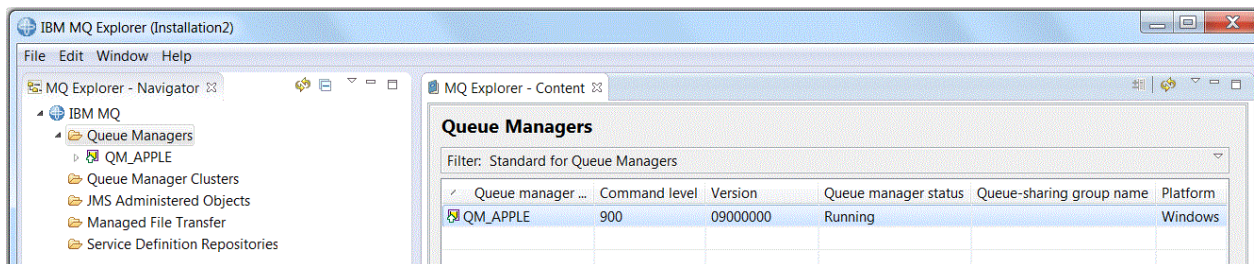 IBM MQ Explorer (Installation2)
File Edit Window Help
MQ Explorer - Navigator
IBM MQ
Queue Managers
QM_APPLE
Queue Manager Clusters
JMS Administered Objects
Managed File Transfer
Service Definition Repositories
MQ Explorer - Content
Queue Managers
Filter: Standard for Queue Managers
Queue manager ... Command level Version Queue manager status Queue-sharing group name Platform
QM_APPLE 900 09000000 Running Windows